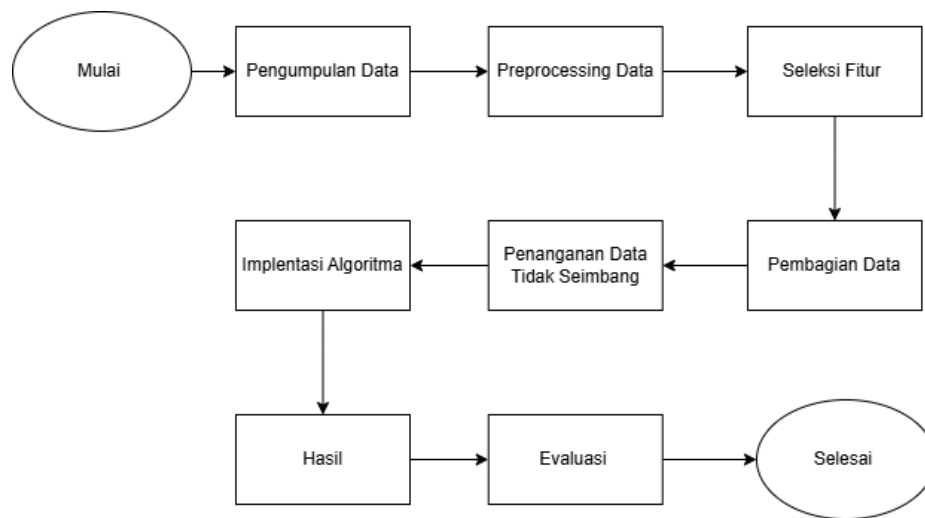 Mulai
Pengumpulan Data
Preprocessing Data
Seleksi Fitur
Pembagian Data
Penanganan Data
Tidak Seimbang
Implentasi Algoritma
Hasil
Evaluasi
Selesai